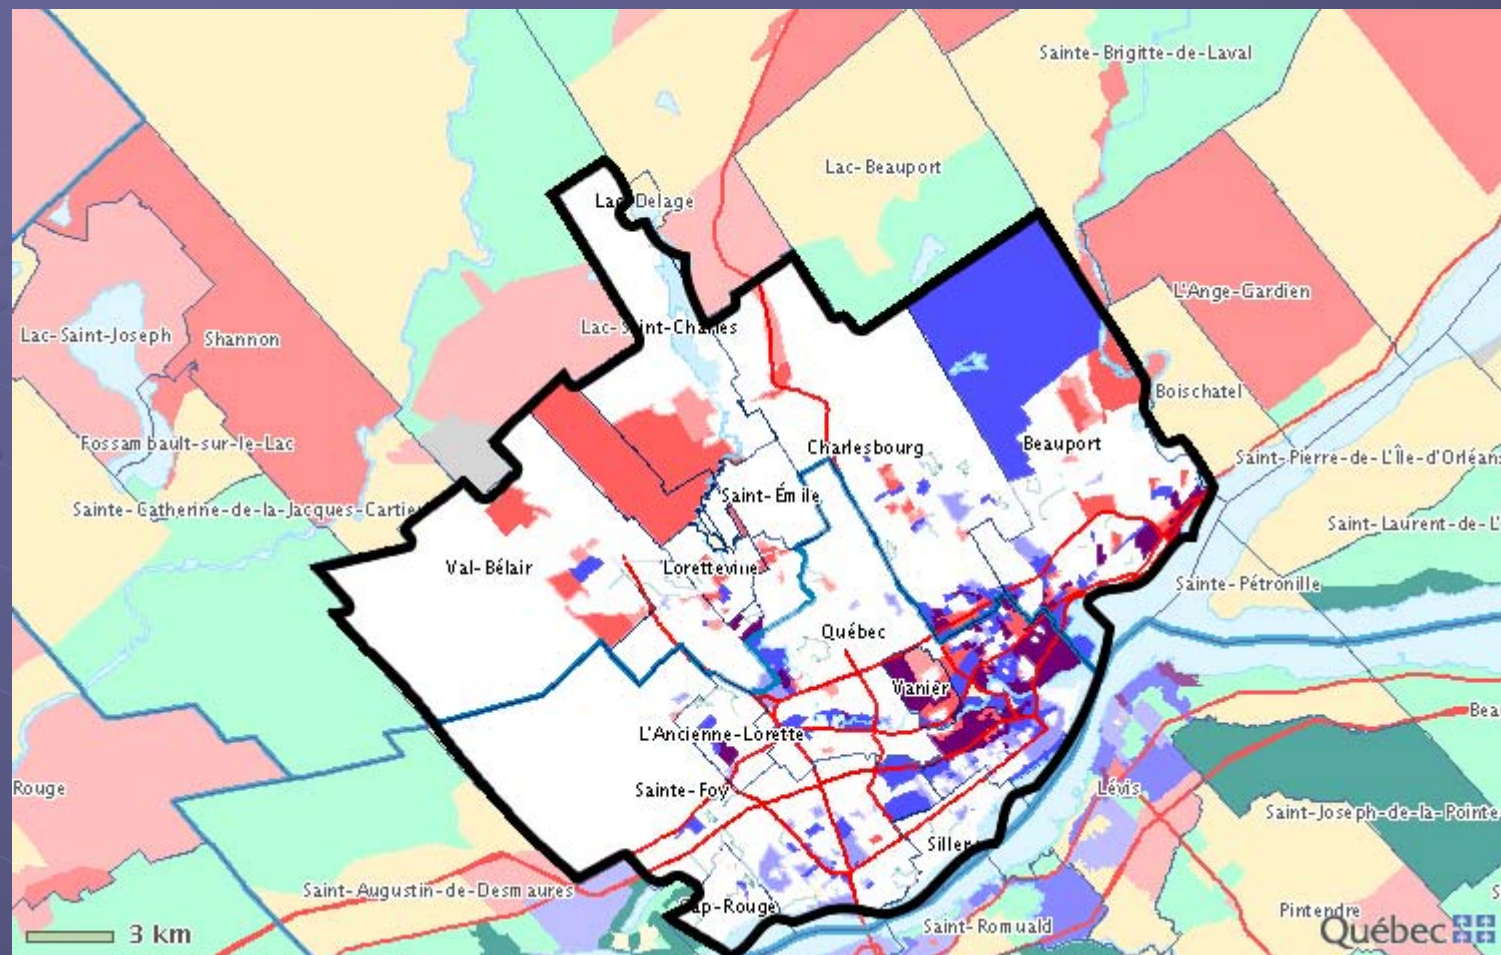 Sainte-Brigitte-de-Laval
Lac-Beauport
Lac-Delage
L'Ange-Gardien
Lac-Saint-Charles
Lac-Saint-Joseph
Shannon
Boischatel
Fossambault-sur-le-Lac
Charlesbourg
Beauport
Saint-Pierre-de-L'Île-d'Orléans
Saint-Émile
Sainte-Catherine-de-la-Jacques-Cartier
Saint-Laurent-de-L'
Val-Bélair
Loretteville
Sainte-Pétronille
Québec
Vanier
Bea
L'Ancienne-Lorette
Rouge
Sainte-Foy
Lévis
Saint-Joseph-de-la-Pointe
Siller
Saint-Augustin-de-Desmaures
Cap-Rouge
Saint-Romuald
Pintendre
S
3 km
Québec